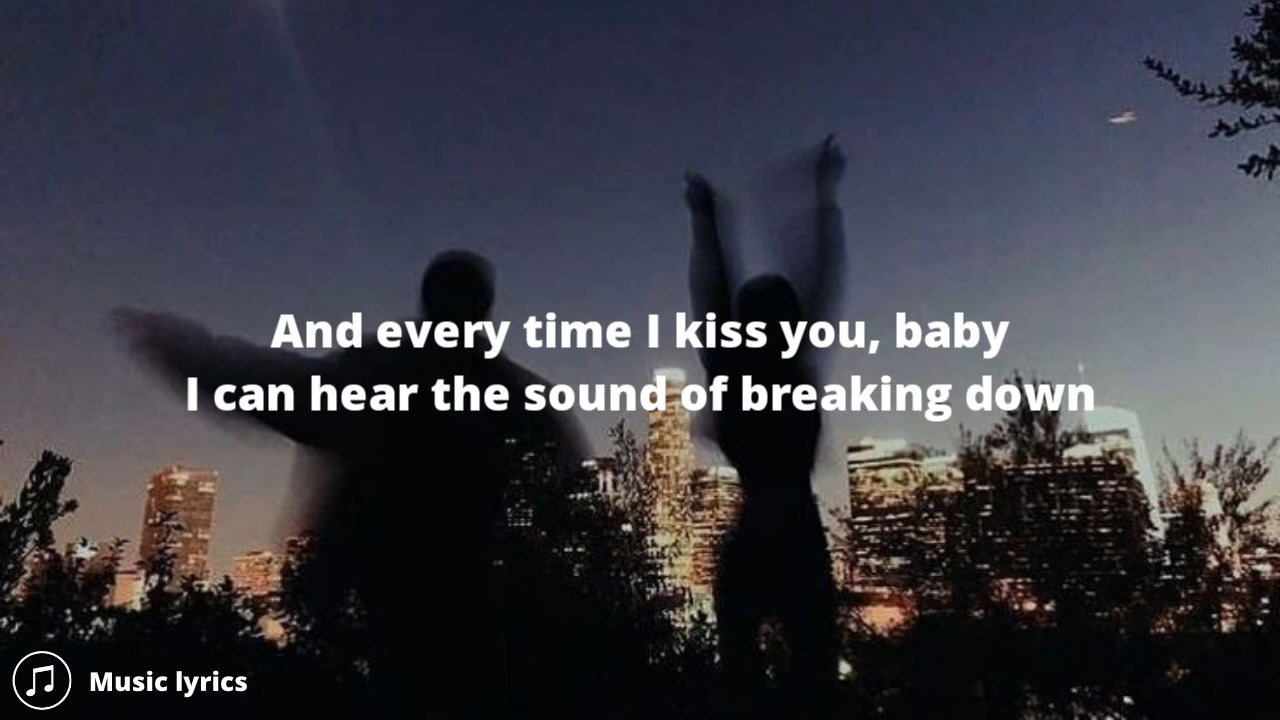 And every time I kiss you, baby
I can hear the sound of breaking down
Music lyrics